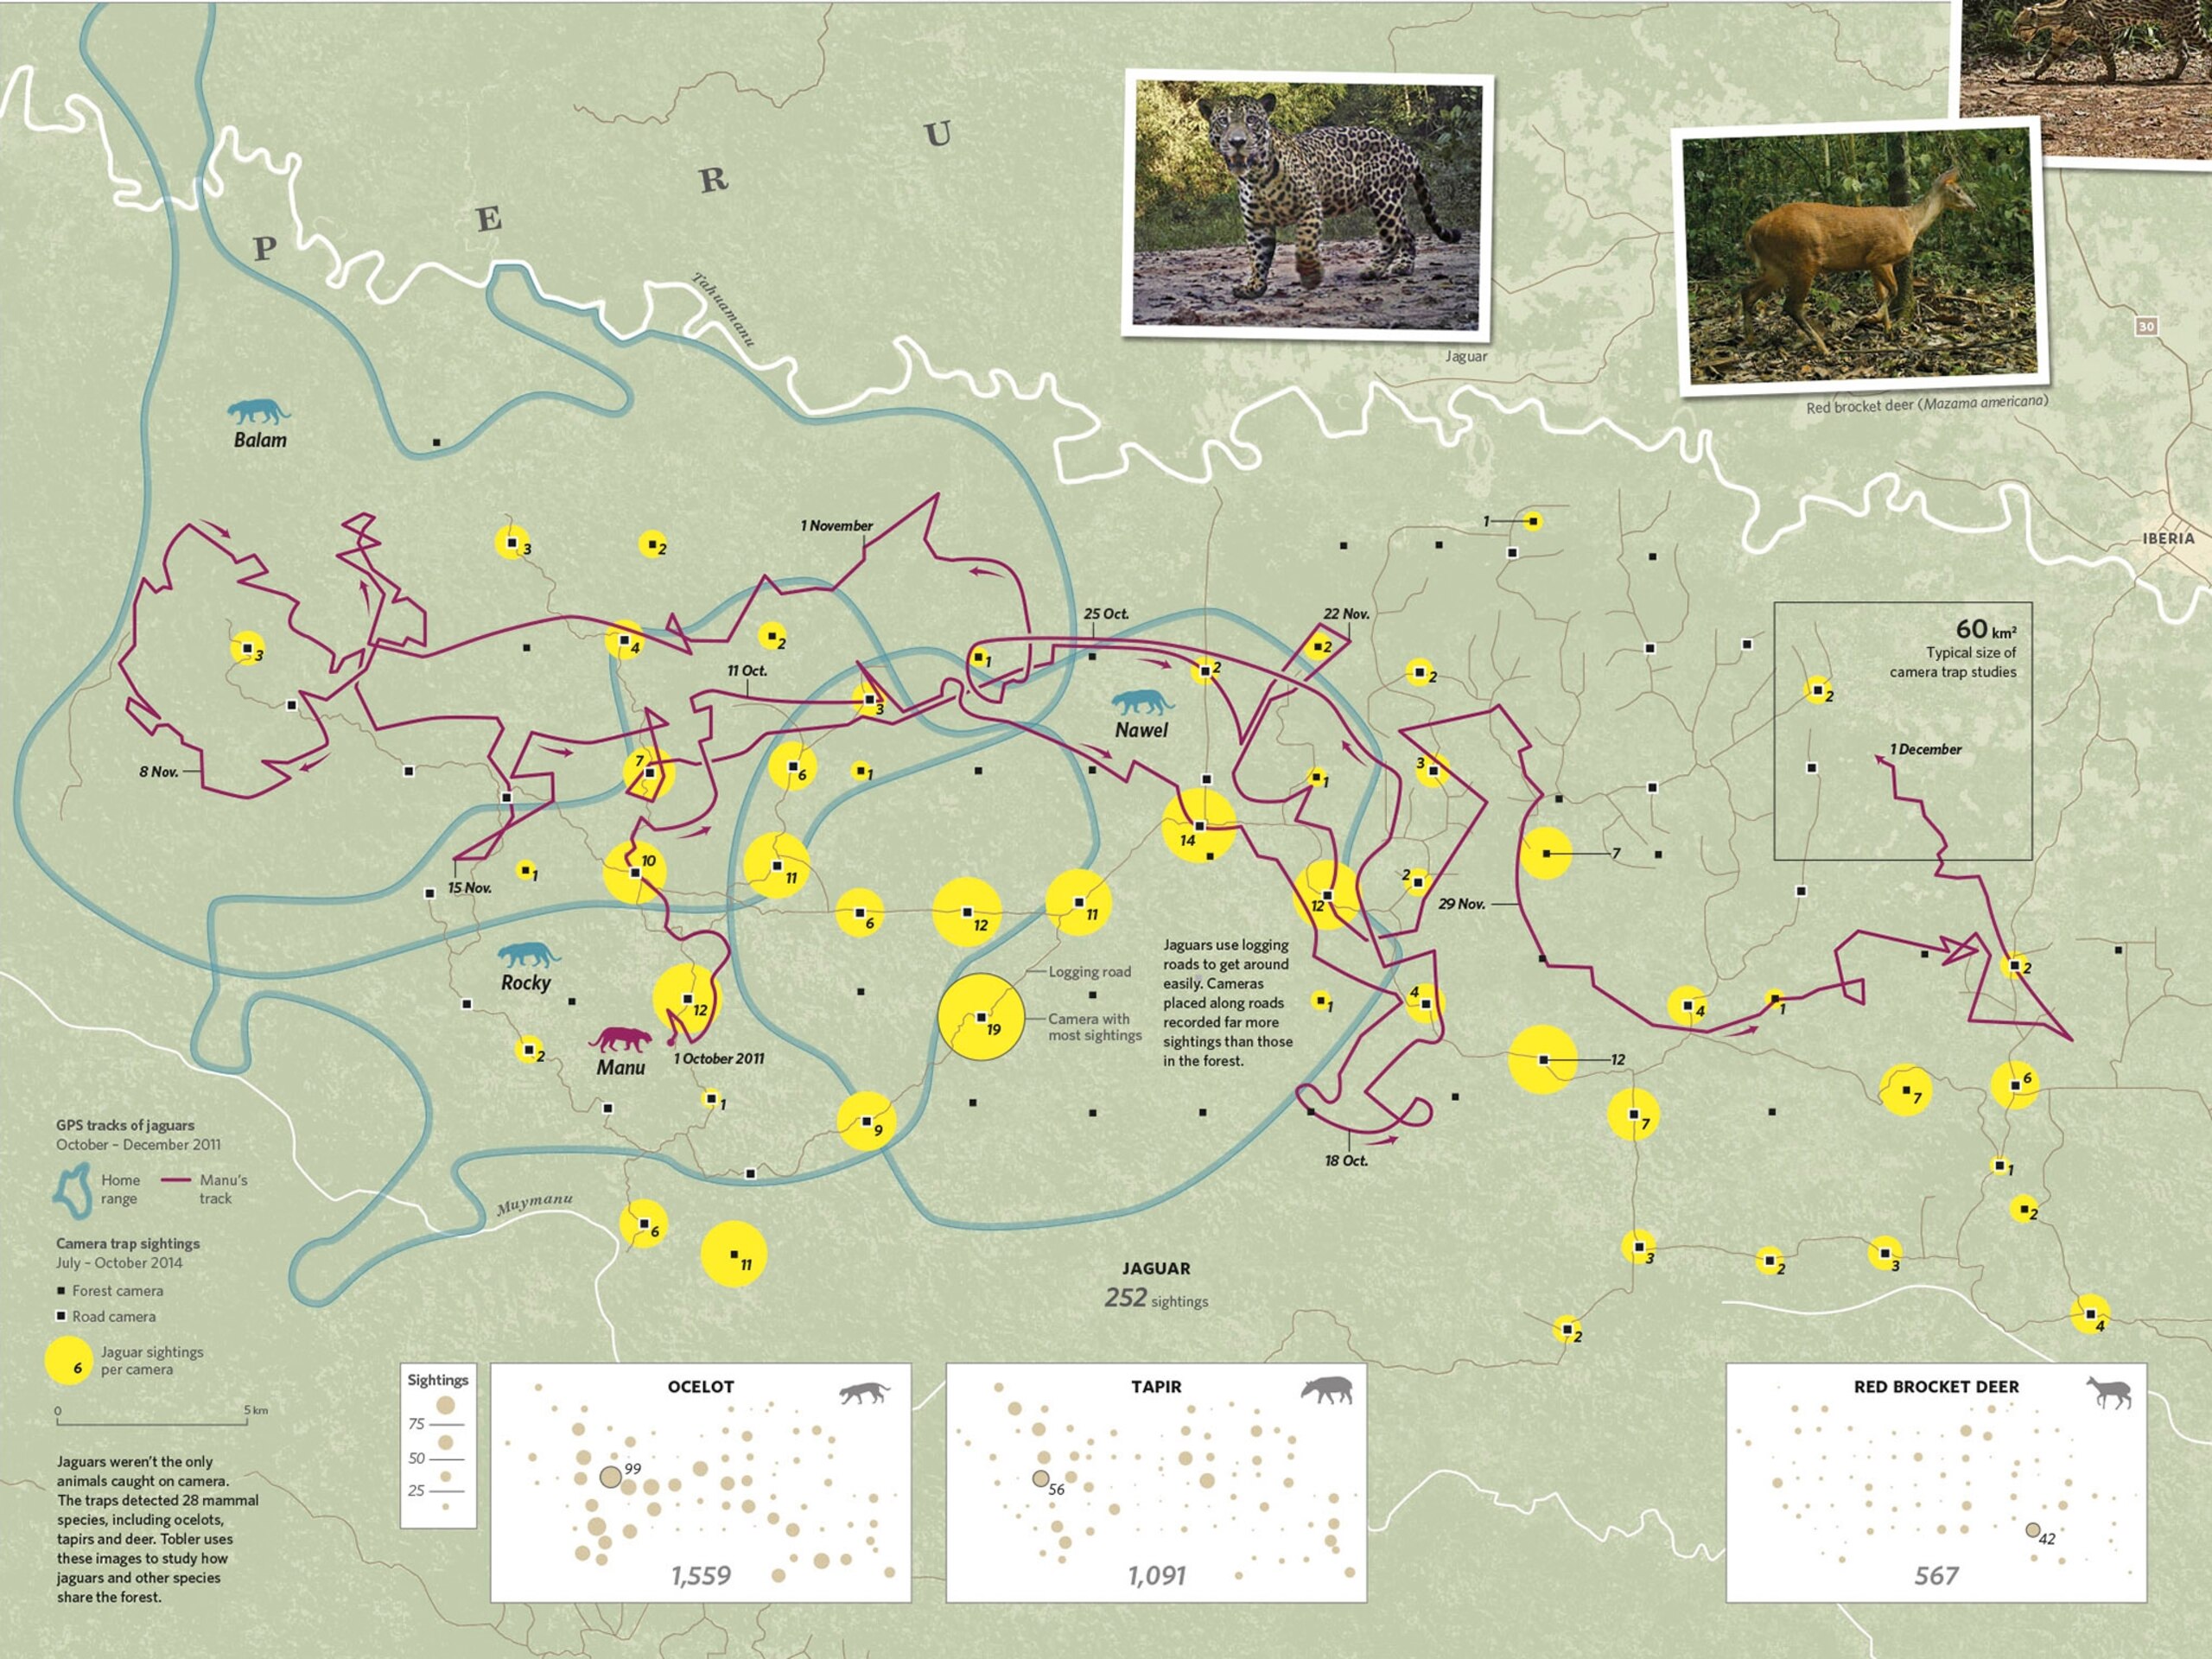 P E R U
Tahuamanu
Jaguar
Red brocket deer (Mazama americana)
30
IBERIA
Balam
1 November
1
3
2
25 Oct.
22 Nov.
60 km²
Typical size of
camera trap studies
3
4
2
1
2
2
2
2
11 Oct.
3
Nawel
1 December
8 Nov.
7
6
1
1
3
14
15 Nov.
1
10
11
7
2
6
12
11
12
29 Nov.
Rocky
12
Manu
1 October 2011
2
1
9
19
Logging road
Camera with
most sightings
Jaguars use logging
roads to get around
easily. Cameras
placed along roads
recorded far more
sightings than those
in the forest.
1
4
4
1
2
12
7
7
6
18 Oct.
1
2
3
2
3
2
4
Muymanu
6
11
GPS tracks of jaguars
October – December 2011
Home
range
Manu's
track
Camera trap sightings
July – October 2014
Forest camera
Road camera
6
Jaguar sightings
per camera
0 5 km
Jaguars weren't the only
animals caught on camera.
The traps detected 28 mammal
species, including ocelots,
tapirs and deer. Tobler uses
these images to study how
jaguars and other species
share the forest.
JAGUAR
252 sightings
Sightings
75
50
25
OCELOT
99
1,559
TAPIR
56
1,091
RED BROCKET DEER
42
567